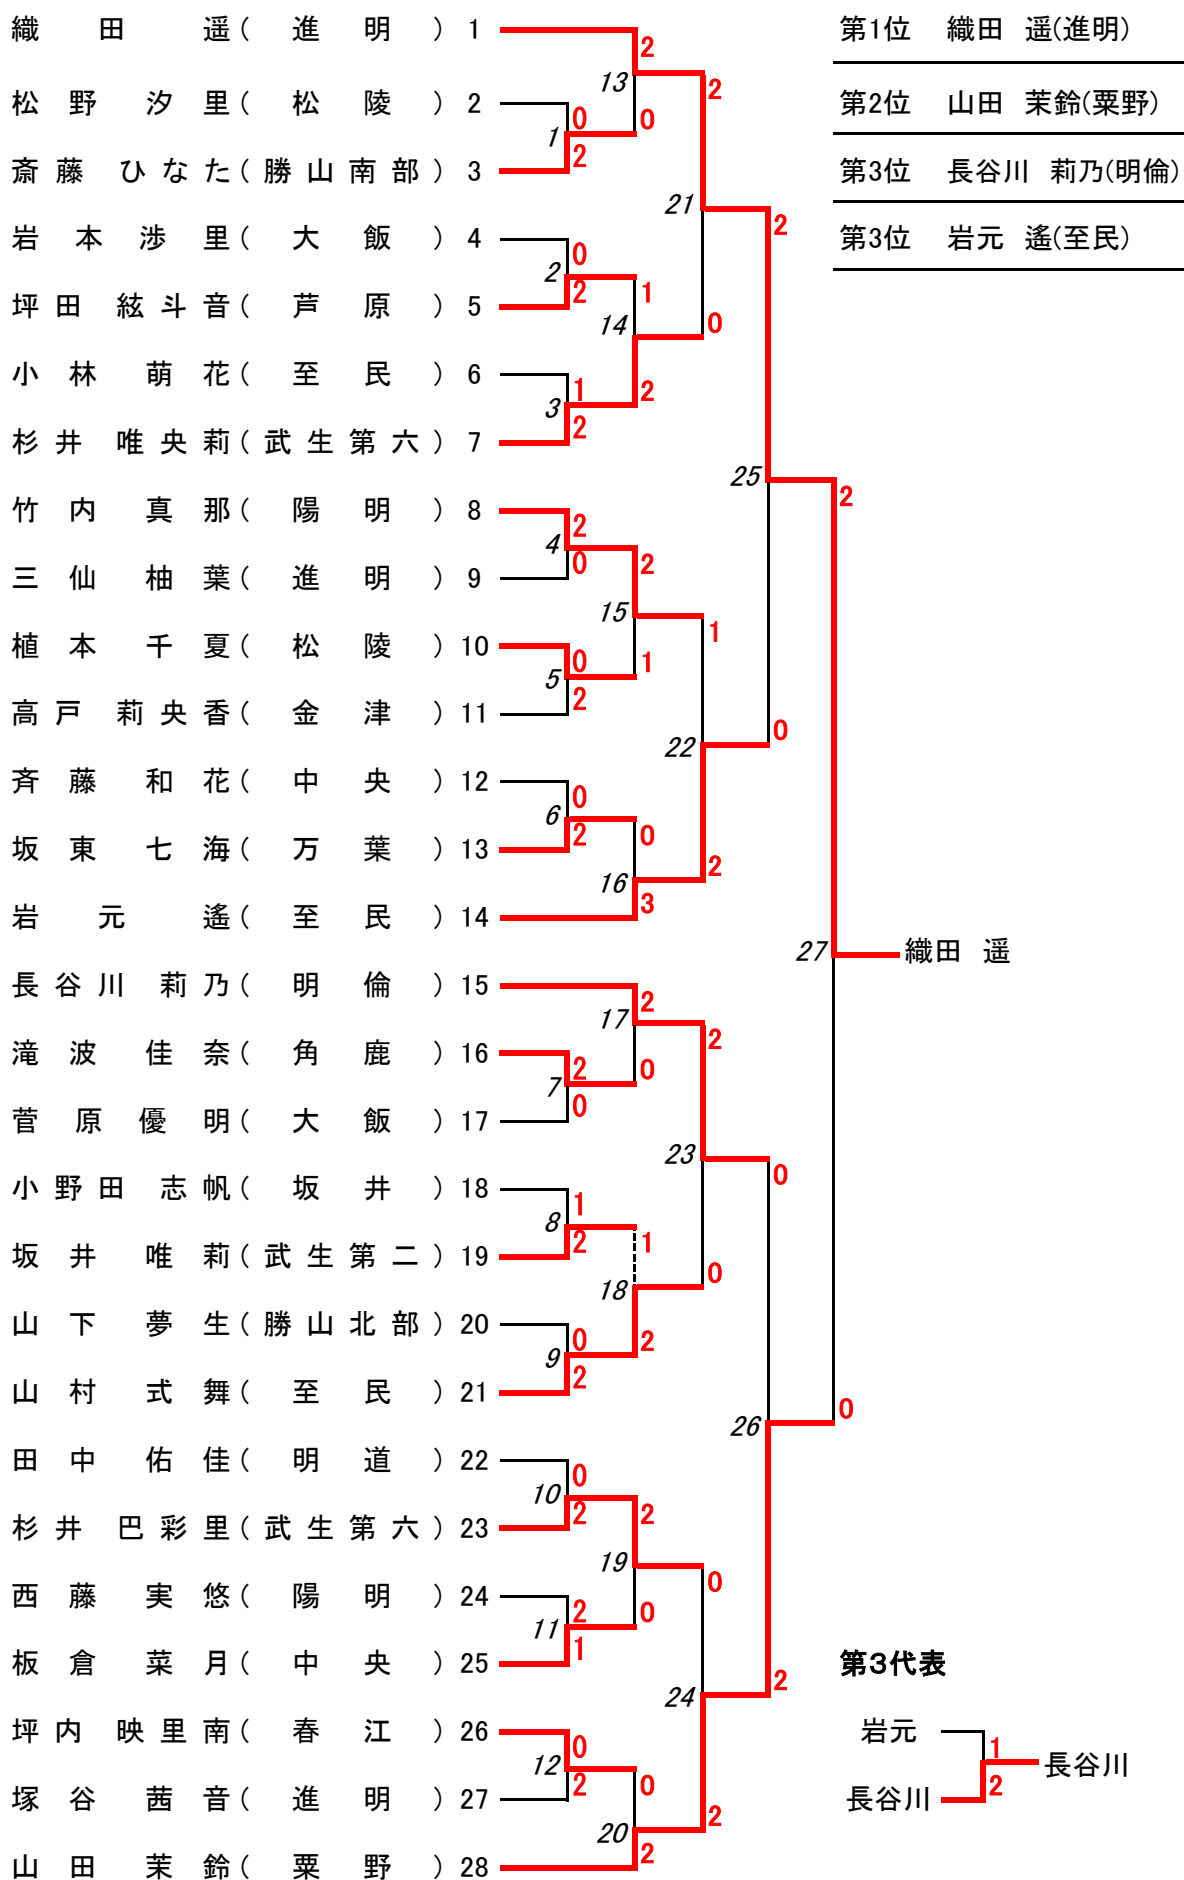 織田 遥(進明) 1
松野 汐里(松陵) 2
斎藤 ひなた(勝山南部) 3
岩本 渉里(大飯) 4
坪田 絃斗音(芦原) 5
小林 萌花(至民) 6
杉井 唯央莉(武生第六) 7
竹内 真那(陽明) 8
三仙 柚葉(進明) 9
植本 千夏(松陵) 10
高戸 莉央香(金津) 11
斉藤 和花(中央) 12
坂東 七海(万葉) 13
岩元 遙(至民) 14
長谷川 莉乃(明倫) 15
滝波 佳奈(角鹿) 16
菅原 優明(大飯) 17
小野田 志帆(坂井) 18
坂井 唯莉(武生第二) 19
山下 夢生(勝山北部) 20
山村 式舞(至民) 21
田中 佑佳(明道) 22
杉井 巴彩里(武生第六) 23
西藤 実悠(陽明) 24
板倉 菜月(中央) 25
坪内 映里南(春江) 26
塚谷 茜音(進明) 27
山田 茉鈴(粟野) 28
1 0 2
2 0 2
3 1 2
4 2 0
5 0 2
6 0 2
7 2 0
8 1 2
9 0 2
10 0 2
11 2 1
12 0 2
13 2 0
14 1 2
15 2 1
16 0 3
17 2 0
18 1 2
19 2 0
20 0 2
21 2 0
22 1 2
23 2 0
24 0 2
25 2 0
26 0 2
27 2 0
織田 遥
第1位 織田 遥(進明)
第2位 山田 茉鈴(粟野)
第3位 長谷川 莉乃(明倫)
第3位 岩元 遙(至民)
第3代表
岩元 1
長谷川 2
長谷川